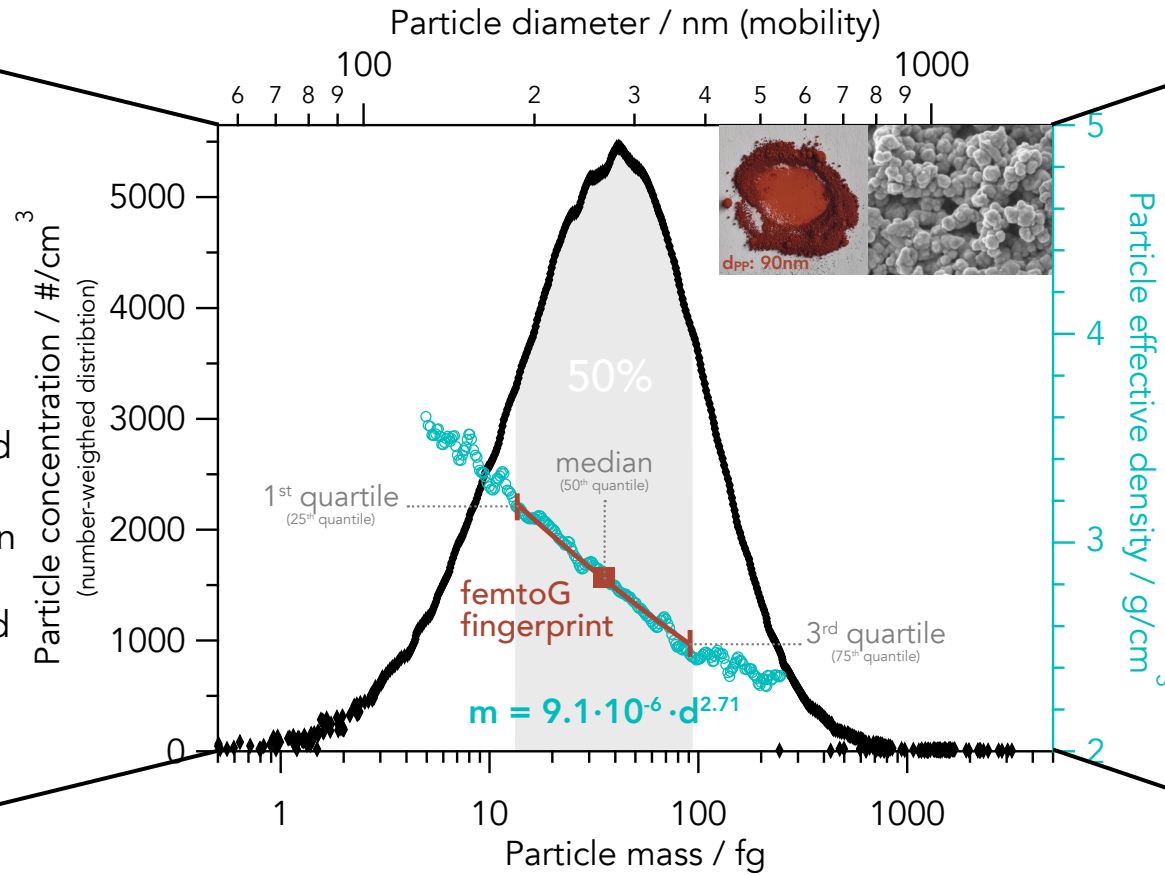 Particle diameter / nm (mobility)
100
1000
6 7 8 9 2 3 4 5 6 7 8 9
Particle concentration / #/cm³
(number-weigthed distribtion)
5000
4000
3000
2000
1000
0
d
n
d
dPP: 90nm
50%
median
(50th quantile)
1st quartile
(25th quantile)
femtoG
fingerprint
3rd quartile
(75th quantile)
m = 9.1·10-6 ·d2.71
5
4
3
2
Particle effective density / g/cm³
1 10 100 1000
Particle mass / fg